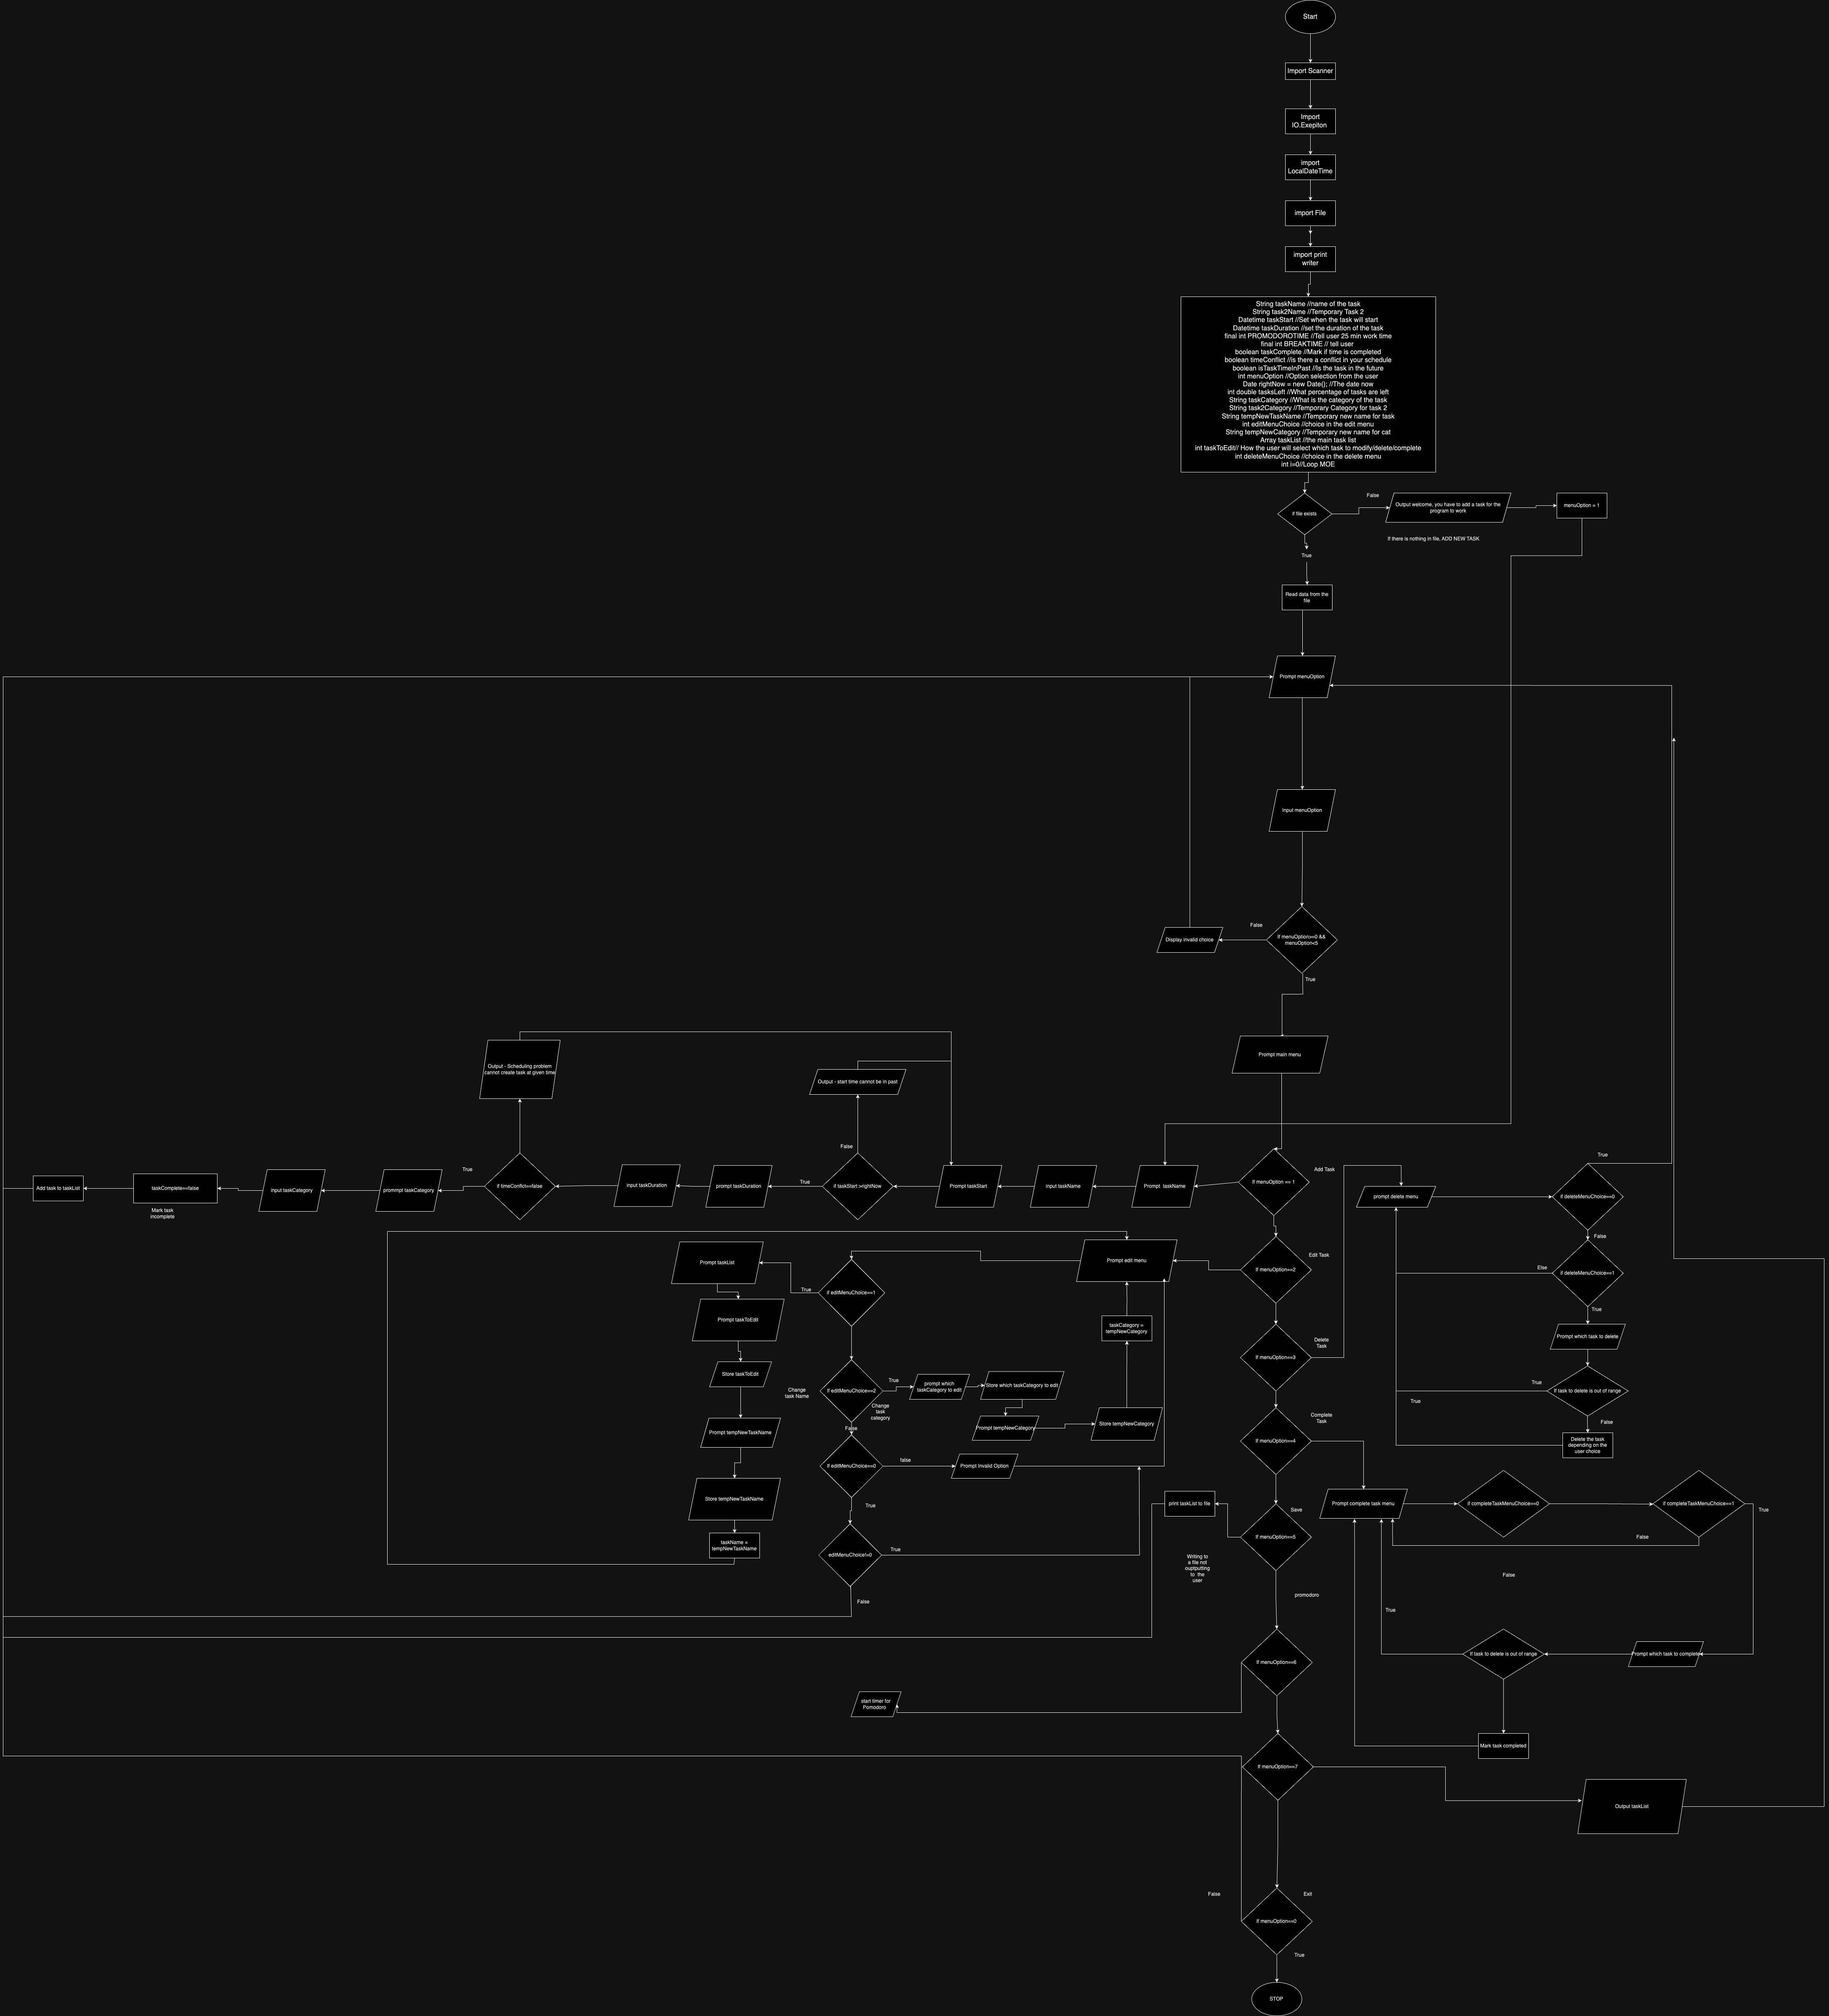 Start
Import Scanner
Import
IO.Exepiton
import
LocalDateTime
import File
import print
writer
String taskName //name of the task
String task2Name //Temporary Task 2
Datetime taskStart //Set when the task will start
Datetime taskDuration //set the duration of the task
final int PROMODOROTIME //Tell user 25 min work time
final int BREAKTIME // tell user
boolean taskComplete //Mark if time is completed
boolean timeConflict //is there a conflict in your schedule
boolean isTaskTimeInPast //Is the task in the future
int menuOption //Option selection from the user
Date rightNow = new Date(); //The date now
int double tasksLeft //What percentage of tasks are left
String taskCategory //What is the category of the task
String task2Category //Temporary Category for task 2
String tempNewTaskName //Temporary new name for task
int editMenuChoice //choice in the edit menu
String tempNewCategory //Temporary new name for cat
Array taskList //the main task list
int taskToEdit// How the user will select which task to modify/delete/complete
int deleteMenuChoice //choice in the delete menu
int i=0//Loop MOE
if file exists
False
Output welcome, you have to add a task for the
program to work
menuOption = 1
If there is nothing in file, ADD NEW TASK
True
Read data from the
file
Prompt menuOption
Input menuOption
If menuOption>=0 &&
menuOption<5
False
Display invalid choice
True
Prompt main menu
Output - Scheduling problem
cannot create task at given time
Output - start time cannot be in past
False
If menuOption == 1
Add Task
Prompt  taskName
input taskName
Prompt taskStart
if taskStart >rightNow
True
prompt taskDuration
input taskDuration
if timeConflct==false
True
prommpt taskCategory
input taskCategory
taskComplete==false
Mark task
incomplete
Add task to taskList
prompt delete menu
True
if deleteMenuChoice==0
False
if deleteMenuChoice==1
Else
True
Prompt which task to delete
If task to delete is out of range
True
True
False
Delete the task
depending on the
user choice
If menuOption==2
Edit Task
Prompt edit menu
if editMenuChoice==1
True
Prompt taskList
Prompt taskToEdit
Store taskToEdit
Change
task Name
Prompt tempNewTaskName
Store tempNewTaskName
taskName =
tempNewTaskName
If editMenuChoice==2
True
Change
task
category
False
prompt which
taskCategory to edit
Store which taskCategory to edit
Prompt tempNewCategory
Store tempNewCategory
taskCategory =
tempNewCategory
If editMenuChoice==0
false
Prompt Invalid Option
True
editMenuChoice!=0
True
False
If menuOption==3
Delete
Task
If menuOption==4
Complete
Task
Prompt complete task menu
if completeTaskMenuChoice==0
if completeTaskMenuChoice==1
True
False
False
True
If task to delete is out of range
Prompt which task to complete
Mark task completed
If menuOption==5
Save
print taskList to file
Writing to
a file not
ouptputting
to  the
user
promodoro
If menuOption==6
start timer for
Pomodoro
If menuOption==7
Output taskList
If menuOption==0
False
Exit
True
STOP